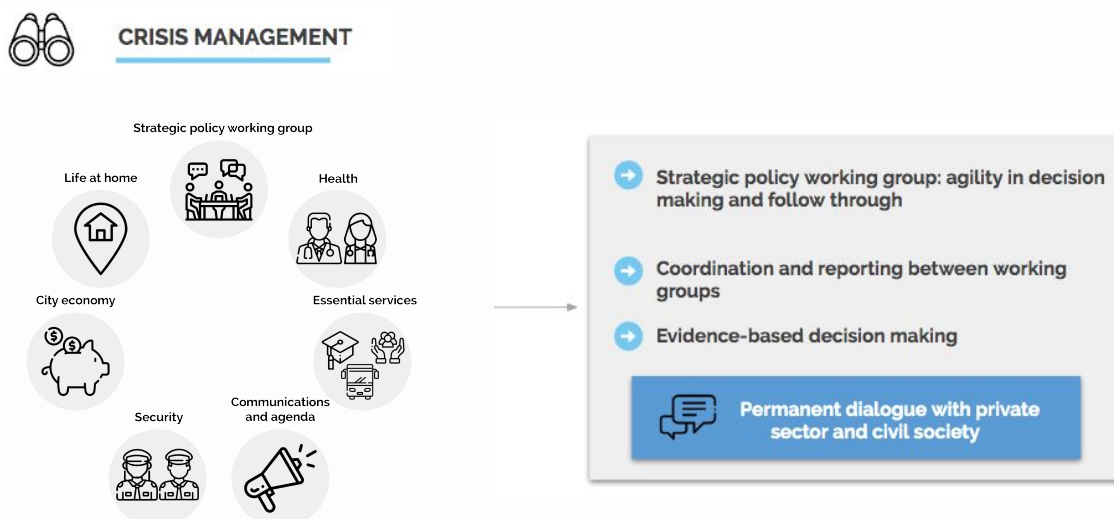 CRISIS MANAGEMENT
Strategic policy working group
Life at home
Health
City economy
Essential services
Security
Communications
and agenda
Strategic policy working group: agility in decision
making and follow through
Coordination and reporting between working
groups
Evidence-based decision making
Permanent dialogue with private
sector and civil society